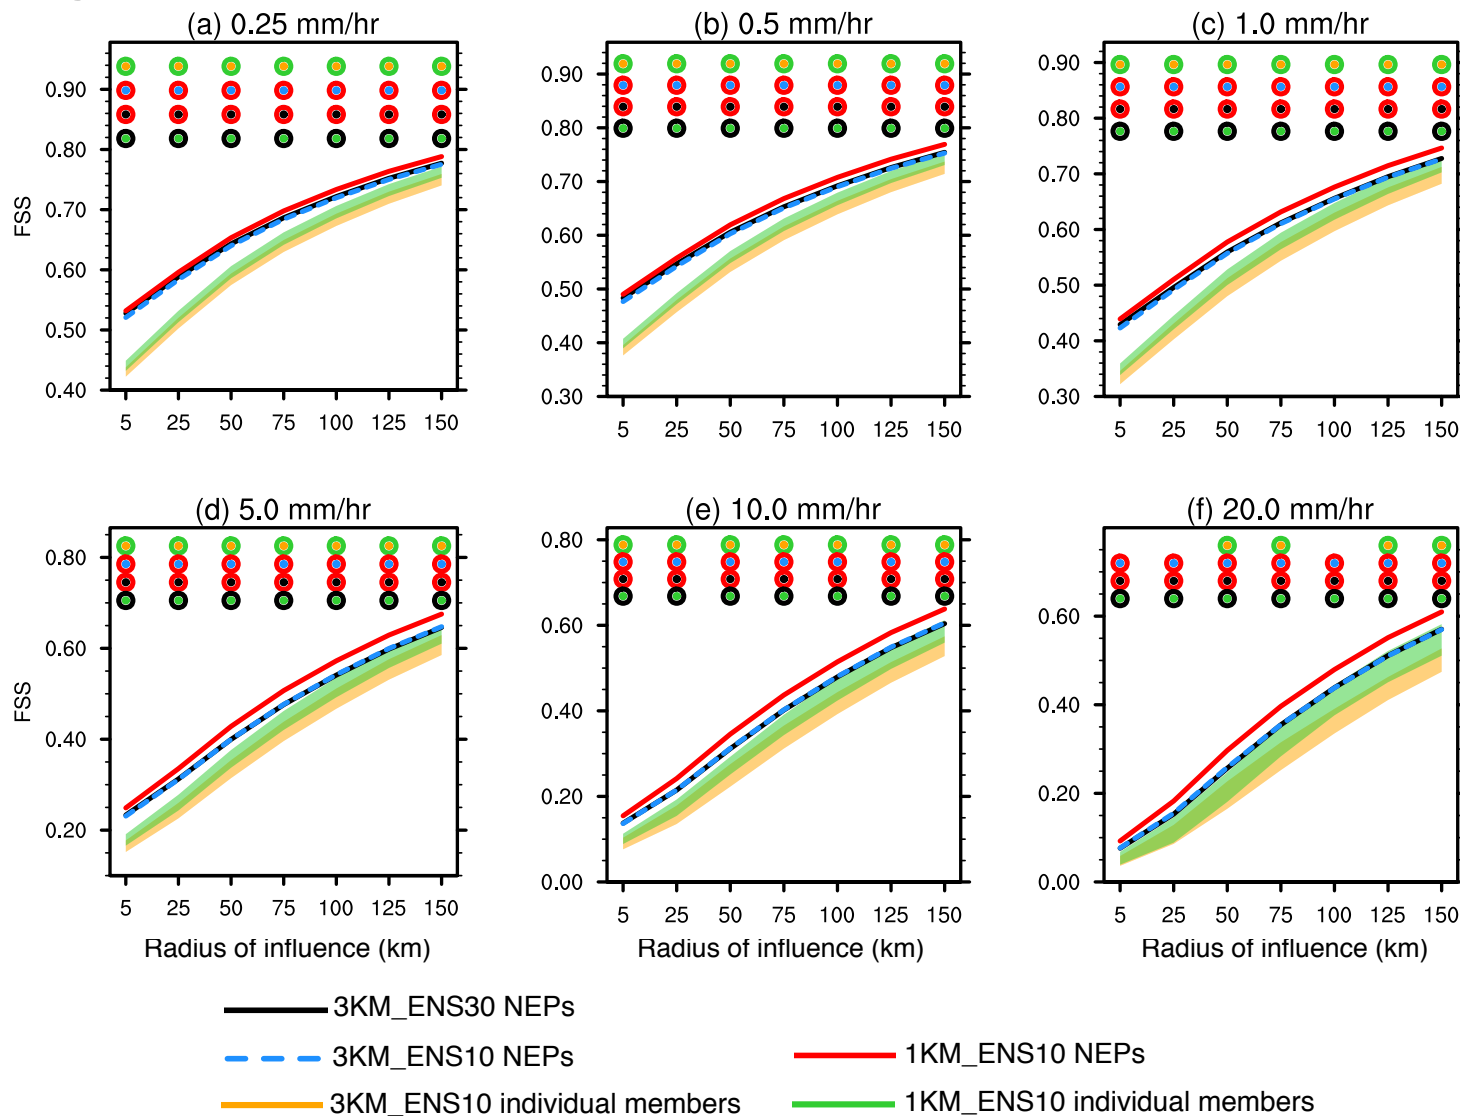 (a) 0.25 mm/hr
(b) 0.5 mm/hr
(c) 1.0 mm/hr
FSS
0.90
0.80
0.70
0.60
0.50
0.40
5 25 50 75 100 125 150
0.90
0.80
0.70
0.60
0.50
0.40
0.30
5 25 50 75 100 125 150
0.90
0.80
0.70
0.60
0.50
0.40
0.30
5 25 50 75 100 125 150
(d) 5.0 mm/hr
(e) 10.0 mm/hr
(f) 20.0 mm/hr
FSS
0.80
0.60
0.40
0.20
5 25 50 75 100 125 150
Radius of influence (km)
0.80
0.60
0.40
0.20
0.00
5 25 50 75 100 125 150
Radius of influence (km)
0.60
0.40
0.20
0.00
5 25 50 75 100 125 150
Radius of influence (km)
3KM_ENS30 NEPs
3KM_ENS10 NEPs
1KM_ENS10 NEPs
3KM_ENS10 individual members
1KM_ENS10 individual members